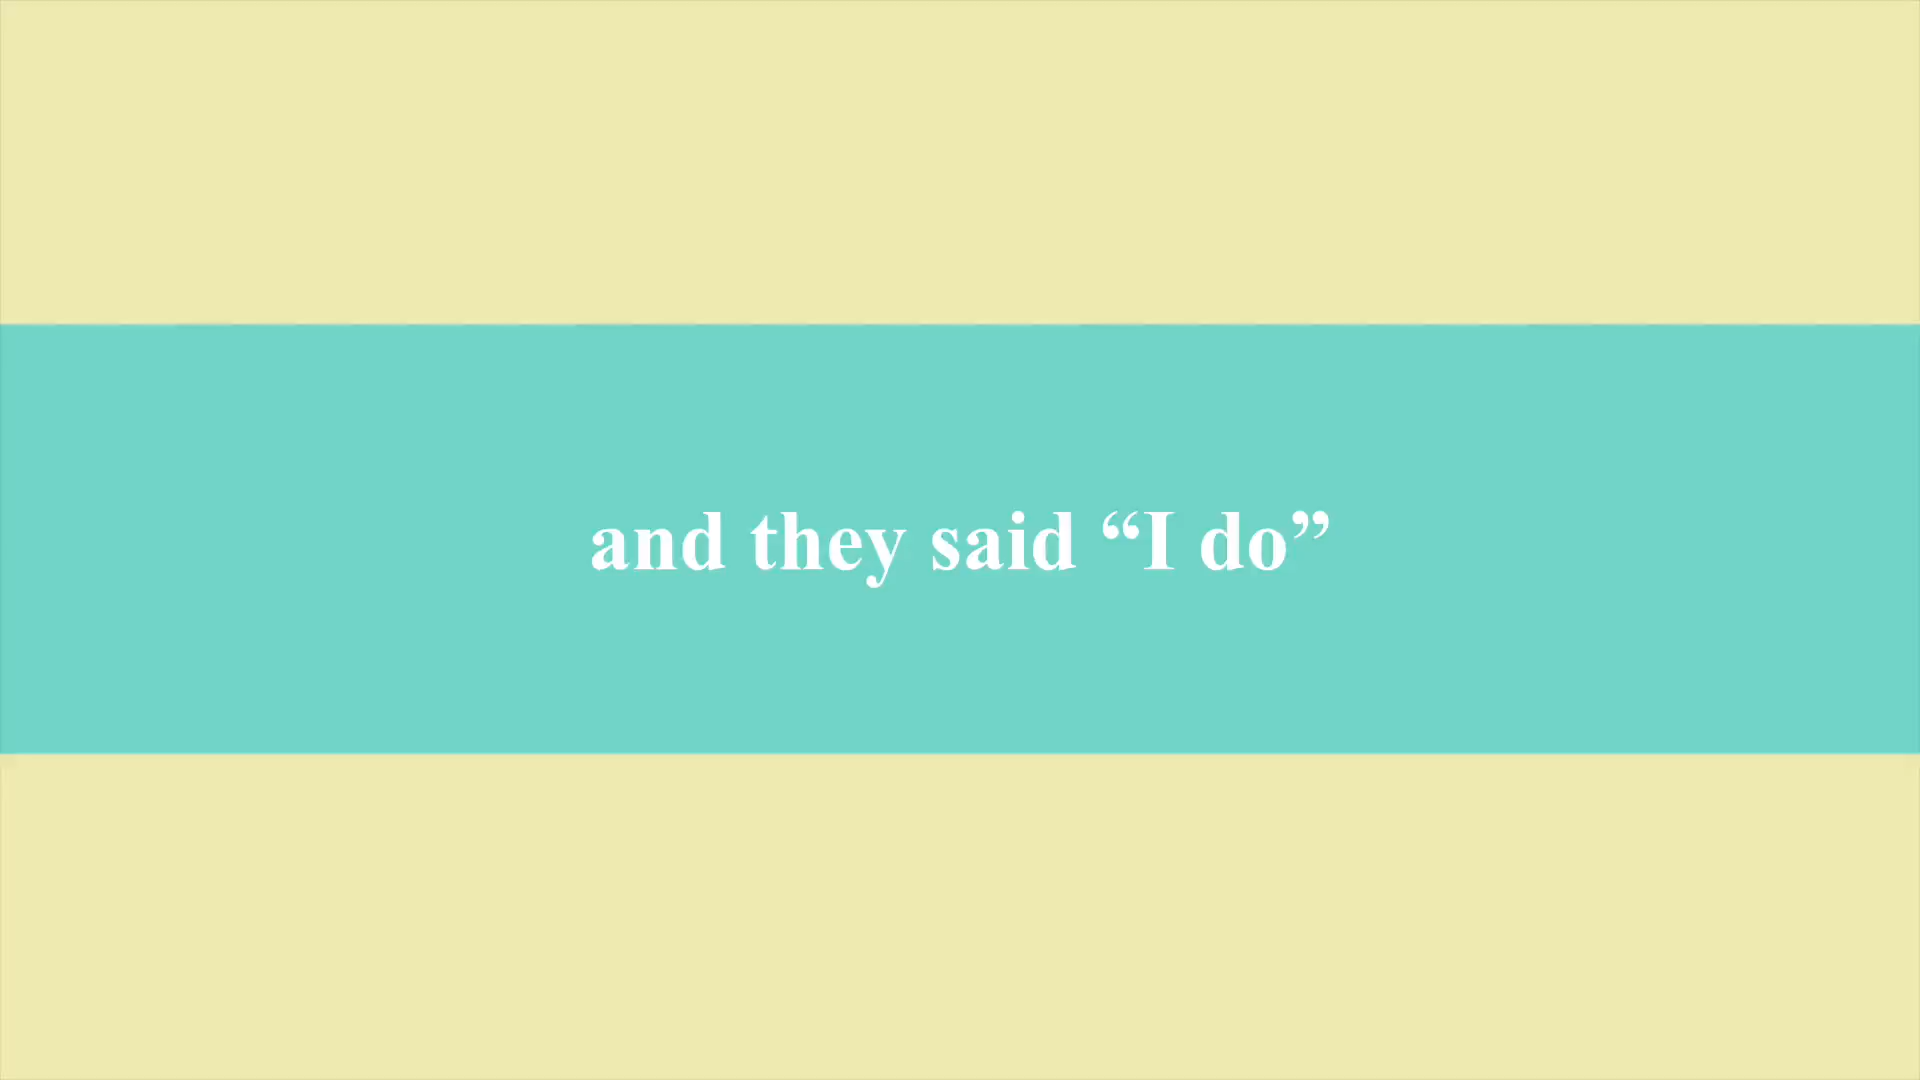 and they said “I do”